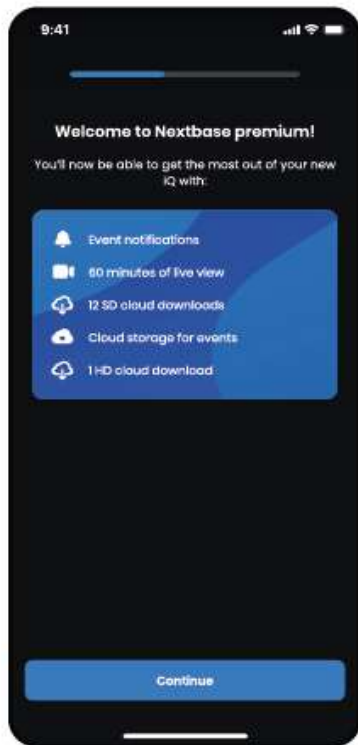 9:41
Welcome to Nextbase premium!
You'll now be able to get the most out of your new
iQ with:
Event notifications
60 minutes of live view
12 SD cloud downloads
Cloud storage for events
1 HD cloud download
Continue